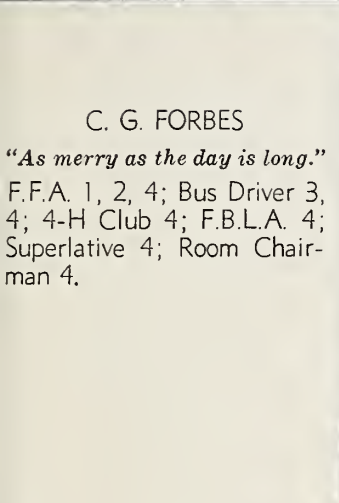 C. G. FORBES
“As merry as the day is long.”
F.F.A. 1, 2, 4; Bus Driver 3,
4; 4-H Club 4; F.B.L.A. 4;
Superlative 4; Room Chair-
man 4.